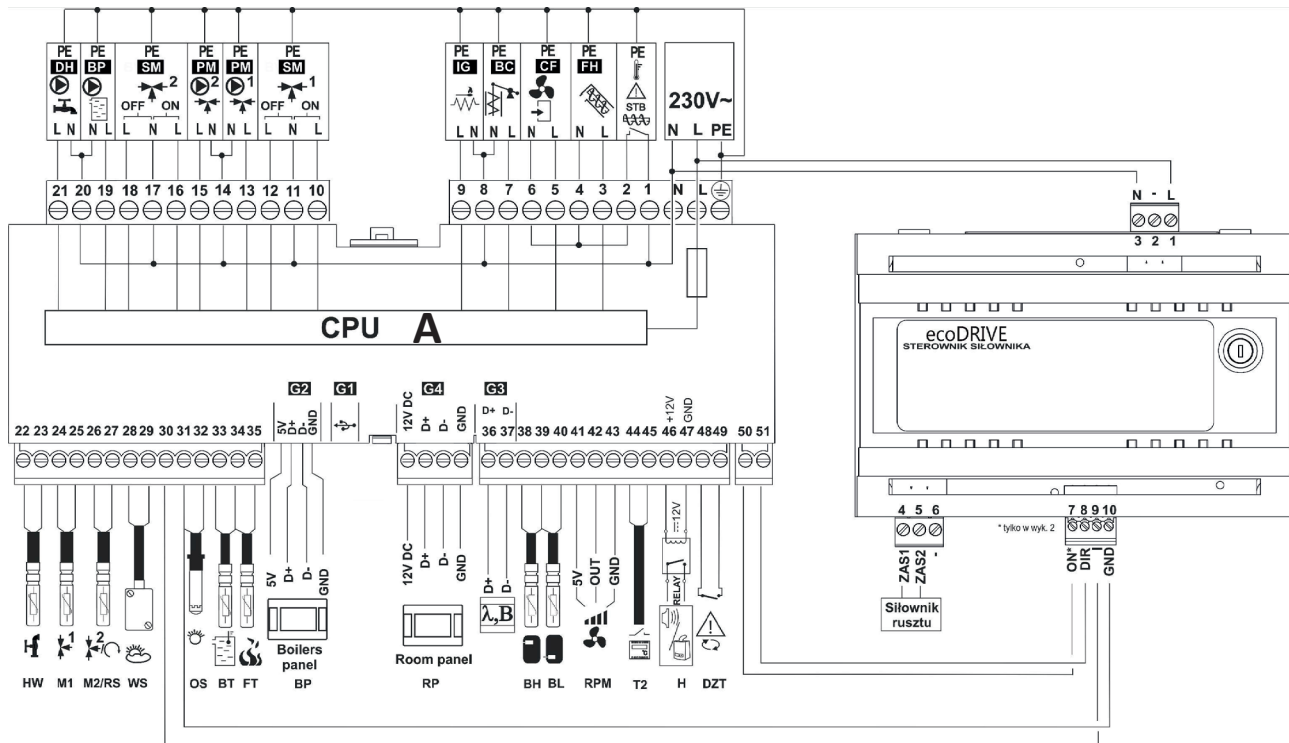 PE PE PE PE PE PE
DH BP SM PM PM SM
2 2 1 1
OFF ON OFF ON
L N N L L N L L N N L L N L
PE PE PE PE PE
IG BC CF FH
STB
L N N L N L N L
230V~
N L PE
21 20 19 18 17 16 15 14 13 12 11 10
9 8 7 6 5 4 3 2 1 N L
N - L
3 2 1
CPU A
ecoDRIVE
STEROWNIK SIŁOWNIKA
G2 G1 G4 G3
5V D+ D- GND
12V DC D+ D- GND
D+ D-
+12V GND
22 23 24 25 26 27 28 29 30 31 32 33 34 35
36 37 38 39 40 41 42 43 44 45 46 47 48 49 50 51
4 5 6
* tylko w wyk. 2
7 8 9 10
ZAS1 ZAS2 -
ON* DIR I GND
Siłownik
rusztu
5V D+ D- GND
12V DC D+ D- GND
D+ D-
5V OUT GND
12V
RELAY
λ,B
1 2
Boilers
panel
Room panel
HW M1 M2/RS WS OS BT FT BP RP BH BL RPM T2 H DZT